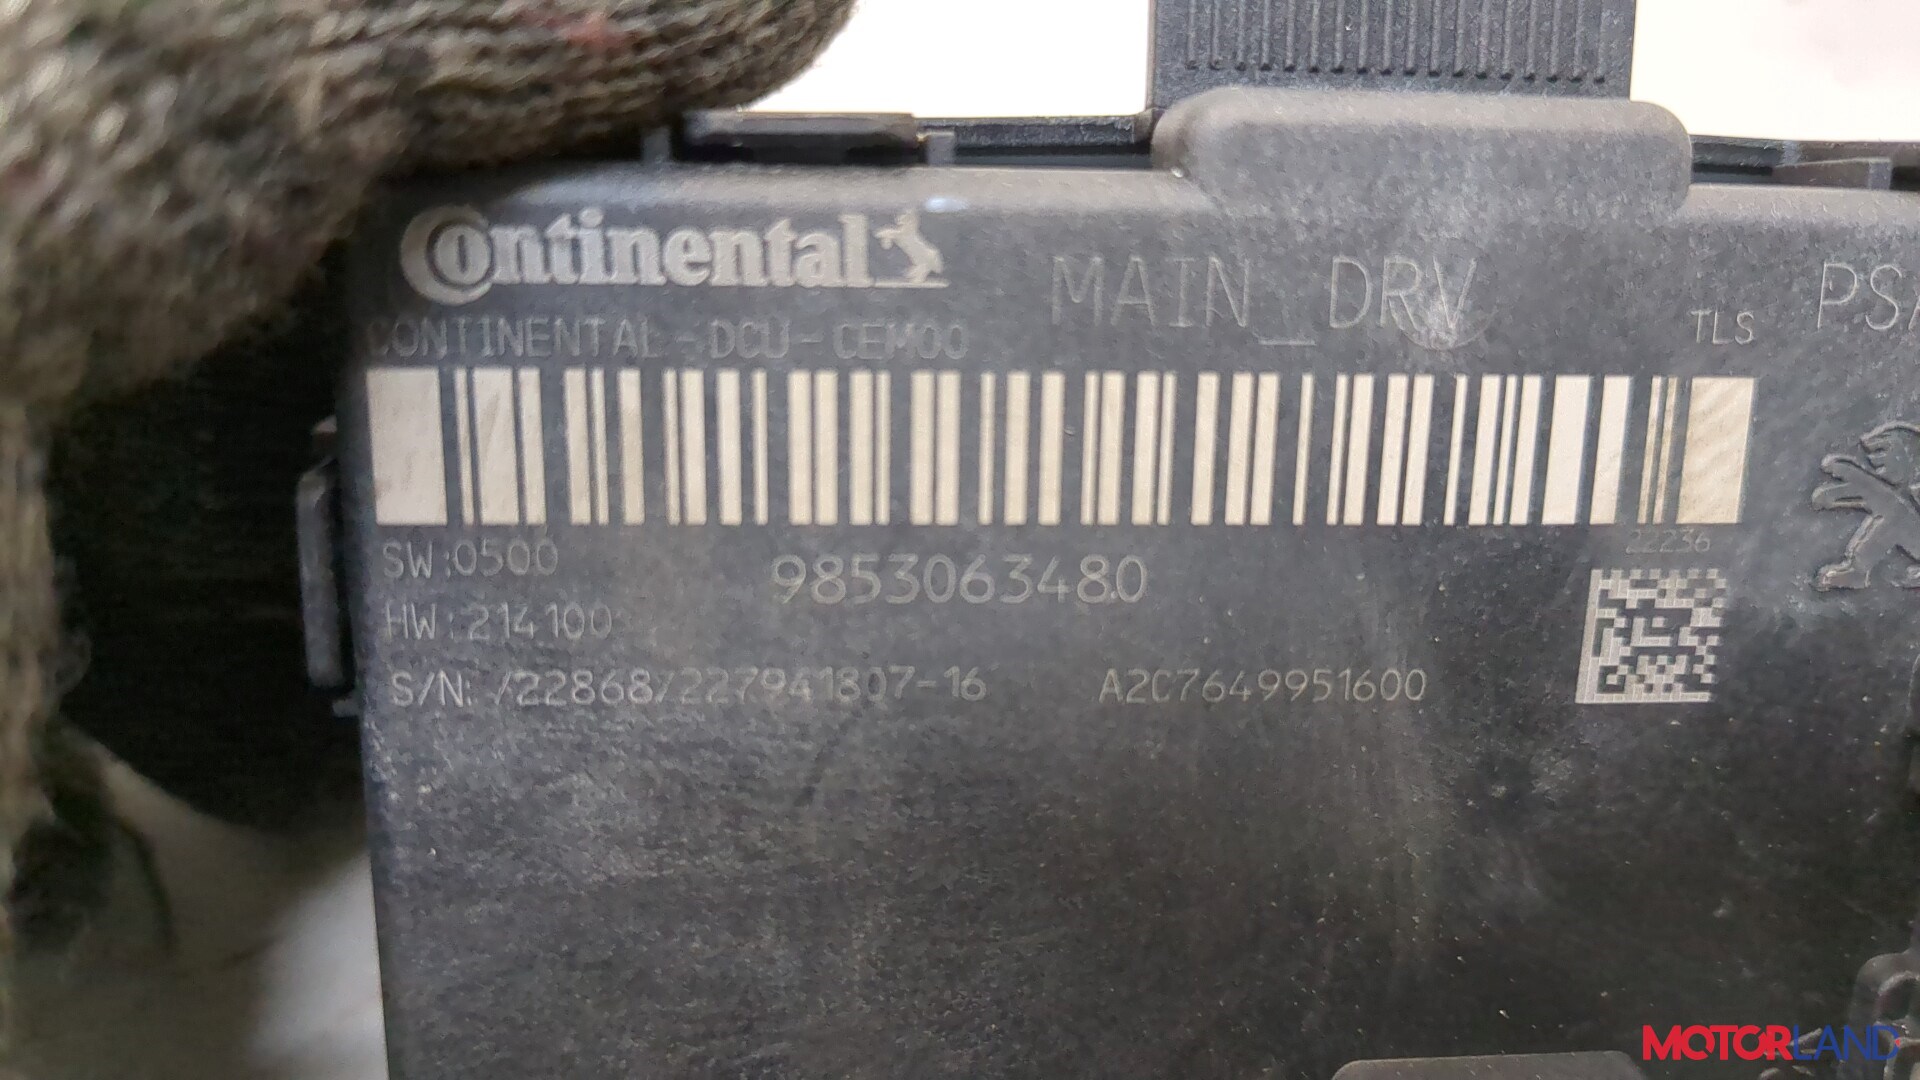 Continental
MAIN_DRV
TLS
PSA
CONTINENTAL-DCU-CEM00
22236
SW:0500
9853063480
HW:214100
S/N: /22868/227941807-16
A2C7649951600
MOTORLAND